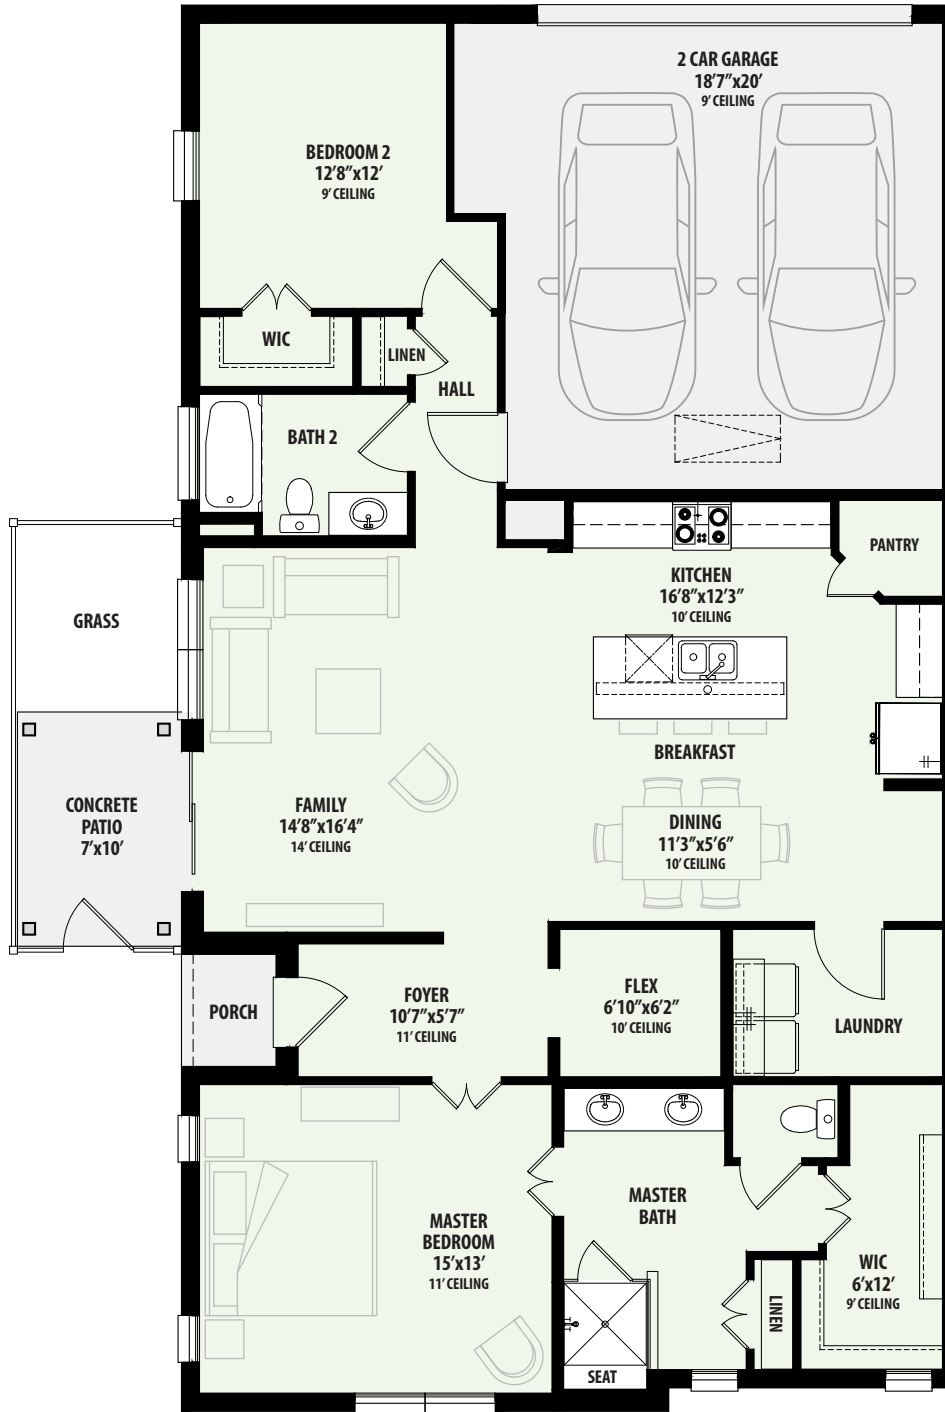 2 CAR GARAGE
18'7"x20'
9' CEILING
BEDROOM 2
12'8"x12'
9' CEILING
WIC
LINEN
HALL
BATH 2
PANTRY
KITCHEN
16'8"x12'3"
10' CEILING
GRASS
BREAKFAST
CONCRETE
PATIO
7'x10'
FAMILY
14'8"x16'4"
14' CEILING
DINING
11'3"x5'6"
10' CEILING
PORCH
FOYER
10'7"x5'7"
11' CEILING
FLEX
6'10"x6'2"
10' CEILING
LAUNDRY
MASTER
BEDROOM
15'x13'
11' CEILING
MASTER
BATH
WIC
6'x12'
9' CEILING
LINEN
SEAT